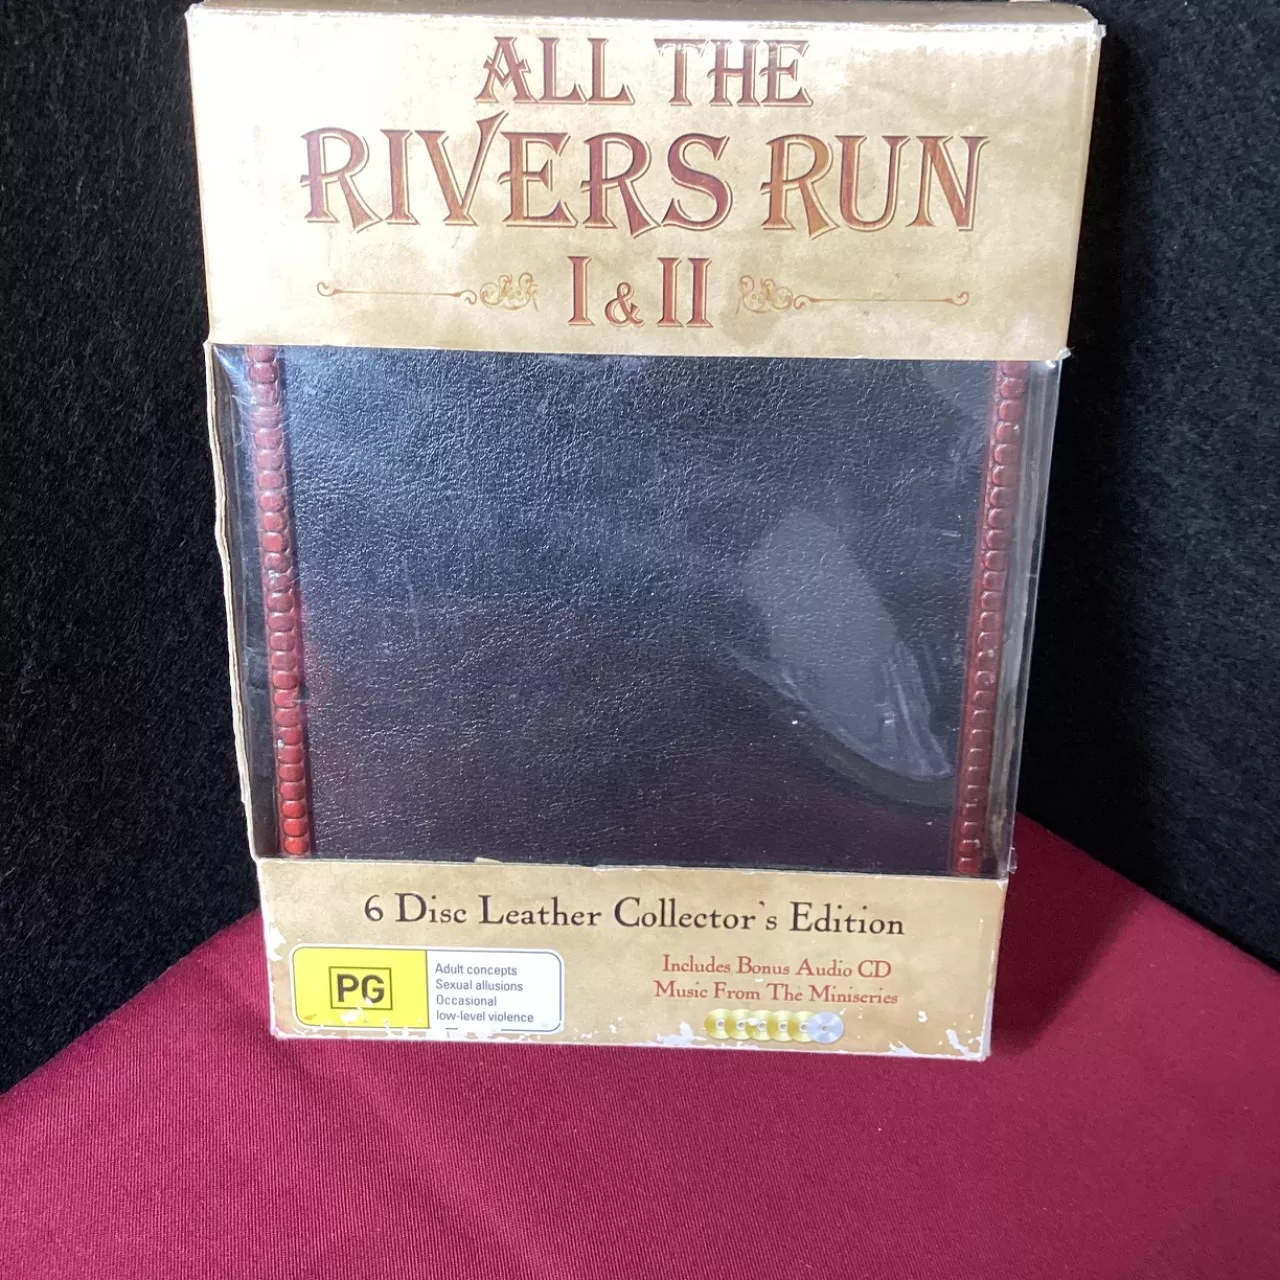 ALL THE
RIVERS RUN
I & II
6 Disc Leather Collector`s Edition
PG
Adult concepts
Sexual allusions
Occasional
low-level violence
Includes Bonus Audio CD
Music From The Miniseries